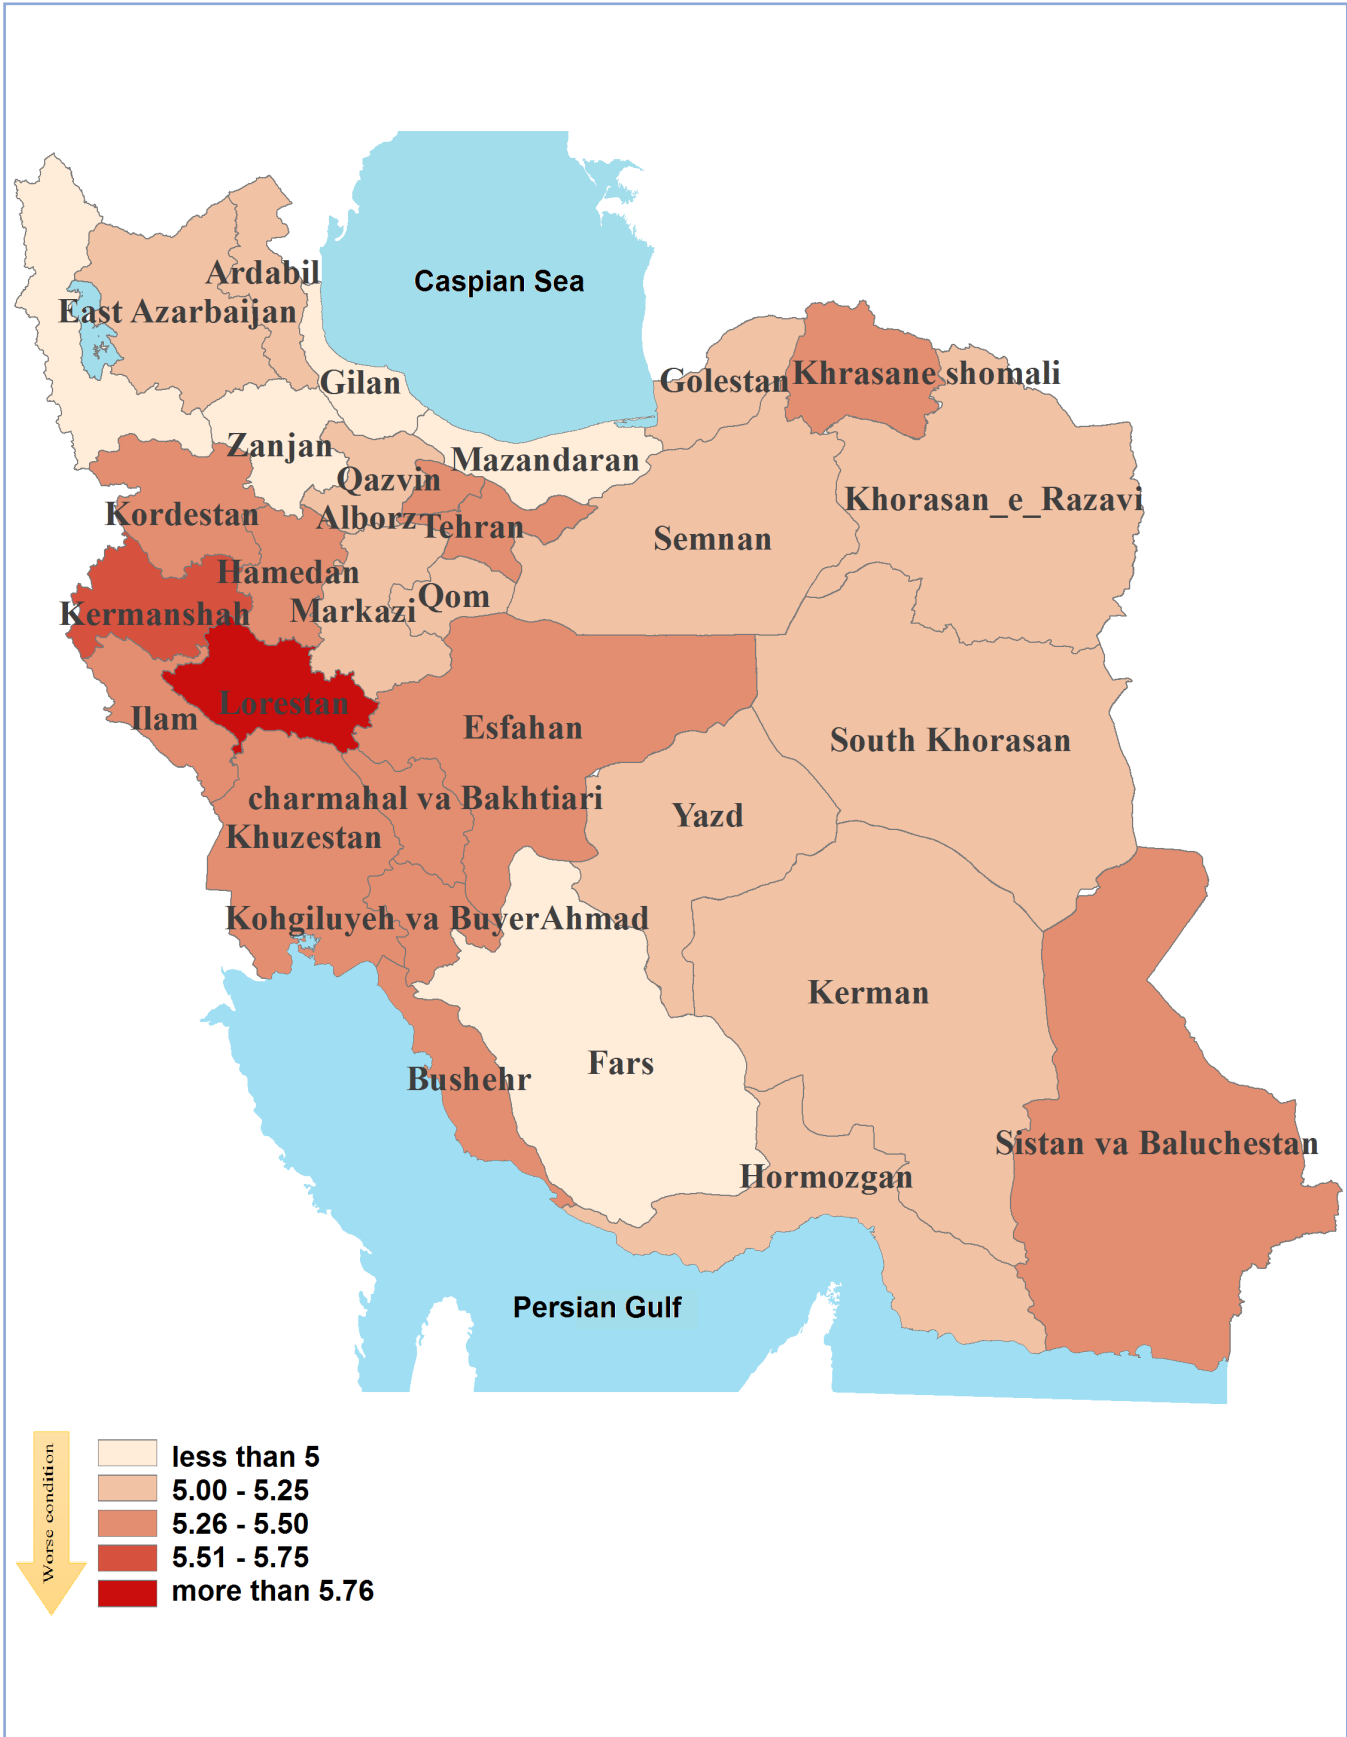 Caspian Sea
Ardabil
East Azarbaijan
Gilan
Golestan
Khrasane shomali
Zanjan
Mazandaran
Qazvin
Khorasan_e_Razavi
Kordestan
Alborz
Tehran
Semnan
Hamedan
Qom
Kermanshah
Markazi
Lorestan
Ilam
Esfahan
South Khorasan
charmahal va Bakhtiari
Yazd
Khuzestan
Kohgiluyeh va BuyerAhmad
Kerman
Fars
Bushehr
Sistan va Baluchestan
Hormozgan
Persian Gulf
Worse condition
less than 5
5.00 - 5.25
5.26 - 5.50
5.51 - 5.75
more than 5.76